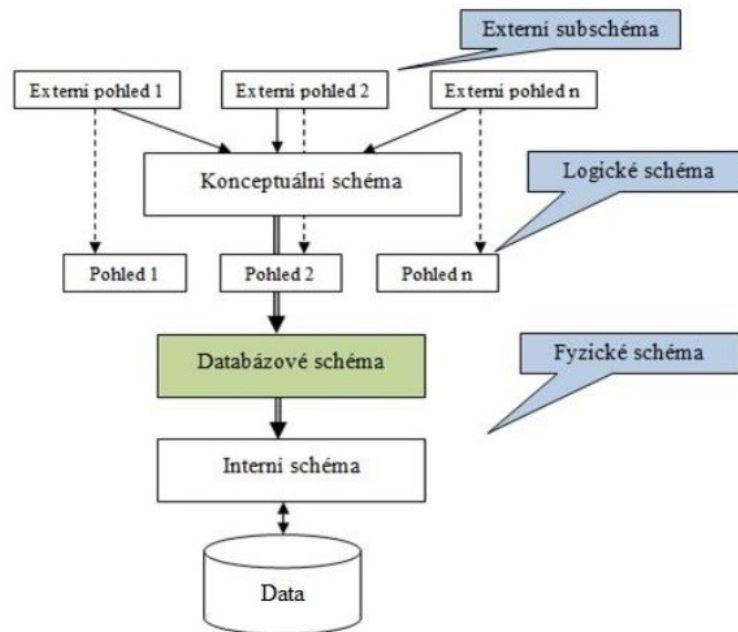 Externí subschéma
Externí pohled 1
Externí pohled 2
Externí pohled n
Konceptuální schéma
Logické schéma
Pohled 1
Pohled 2
Pohled n
Databázové schéma
Fyzické schéma
Interní schéma
Data